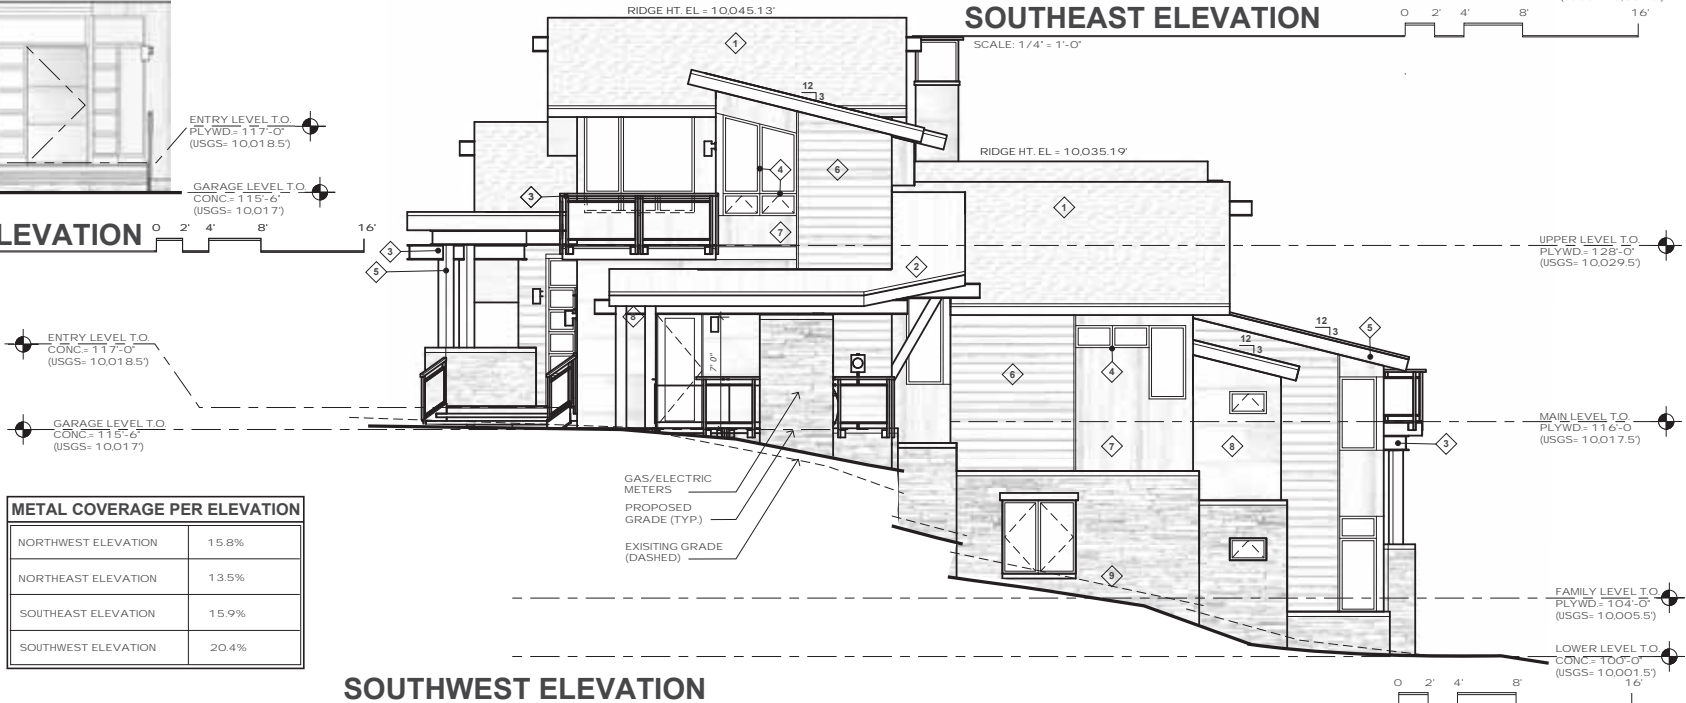 RIDGE HT. EL = 10,045.13'
SOUTHEAST ELEVATION
SCALE: 1/4" = 1'-0"
0 2' 4' 8' 16'
1
12
3
ENTRY LEVEL T.O.
PLYWD.= 117'-0"
(USGS= 10,018.5')
GARAGE LEVEL T.O.
CONC.= 115'-6"
(USGS= 10,017')
LEVATION
0 2' 4' 8' 16'
RIDGE HT. EL = 10,035.19'
4
6
3
1
7
3
5
2
UPPER LEVEL T.O.
PLYWD.= 128'-0"
(USGS= 10,029.5')
ENTRY LEVEL T.O.
CONC.= 117'-0"
(USGS= 10,018.5')
8
7' 0"
12
3
5
12
3
6
4
GARAGE LEVEL T.O.
CONC.= 115'-6"
(USGS= 10,017')
MAIN LEVEL T.O.
PLYWD.= 116'-0
(USGS= 10,017.5')
7
8
3
GAS/ELECTRIC
METERS
PROPOSED
GRADE (TYP.)
EXISITING GRADE
(DASHED)
9
METAL COVERAGE PER ELEVATION
NORTHWEST ELEVATION 15.8%
NORTHEAST ELEVATION 13.5%
SOUTHEAST ELEVATION 15.9%
SOUTHWEST ELEVATION 20.4%
FAMILY LEVEL T.O.
PLYWD.= 104'-0"
(USGS= 10,005.5')
LOWER LEVEL T.O.
CONC.= 100'-0"
(USGS= 10,001.5')
SOUTHWEST ELEVATION
0 2' 4' 8' 16'